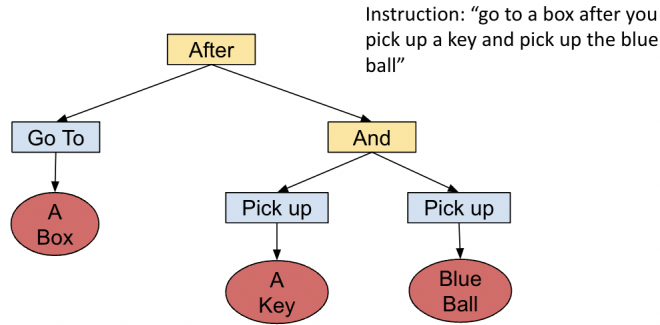 Instruction: “go to a box after you
pick up a key and pick up the blue
ball”
After
Go To
And
Pick up
Pick up
A
Box
A
Key
Blue
Ball